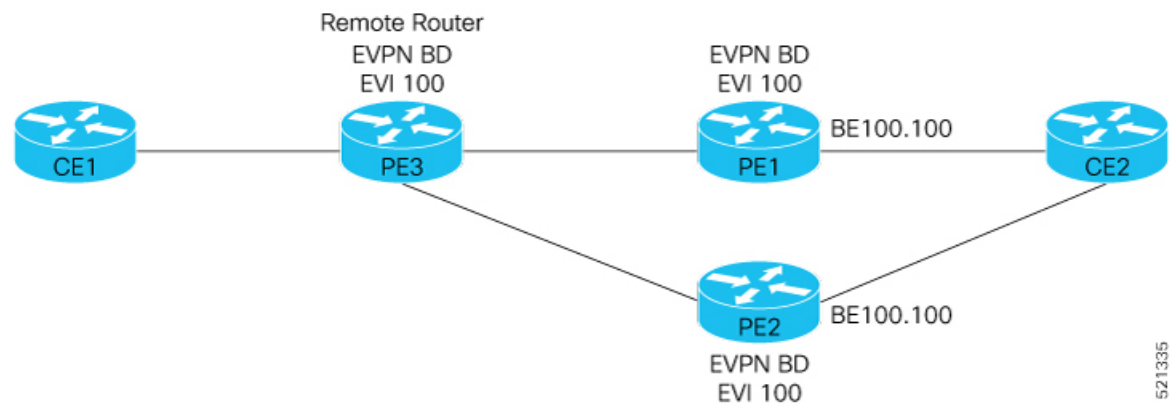 Remote Router
EVPN BD
EVI 100
EVPN BD
EVI 100
BE100.100
CE1
PE3
PE1
CE2
PE2
BE100.100
EVPN BD
EVI 100
521335